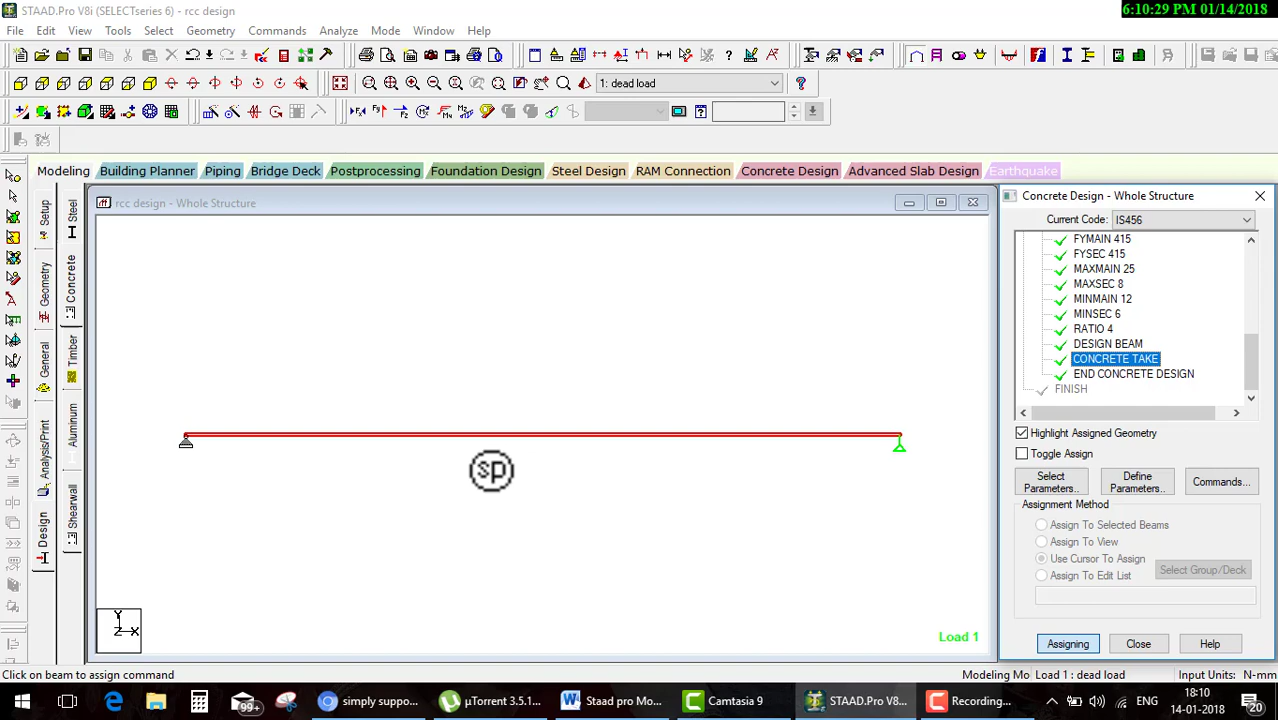 STAAD.Pro V8i (SELECTseries 6) - rcc design
6:10:29 PM 01/14/2018
File Edit View Tools Select Geometry Commands Analyze Mode Window Help
1: dead load
Modeling Building Planner Piping Bridge Deck Postprocessing Foundation Design Steel Design RAM Connection Concrete Design Advanced Slab Design Earthquake
rcc design - Whole Structure
Setup
Geometry
General
Analysis/Print
Design
Steel
Concrete
Timber
Aluminum
Shearwall
sp
Y
Z X
Load 1
Concrete Design - Whole Structure
Current Code: IS456
FYMAIN 415
FYSEC 415
MAXMAIN 25
MAXSEC 8
MINMAIN 12
MINSEC 6
RATIO 4
DESIGN BEAM
CONCRETE TAKE
END CONCRETE DESIGN
FINISH
Highlight Assigned Geometry
Toggle Assign
Select Parameters..
Define Parameters..
Commands...
Assignment Method
Assign To Selected Beams
Assign To View
Use Cursor To Assign
Select Group/Deck
Assign To Edit List
Assigning Close Help
Click on beam to assign command
Modeling Mo Load 1 : dead load Input Units: N-mm
99+ simply suppo... µTorrent 3.5.1... Staad pro Mo... Camtasia 9 STAAD.Pro V8... Recording... ENG 18:10
14-01-2018 20